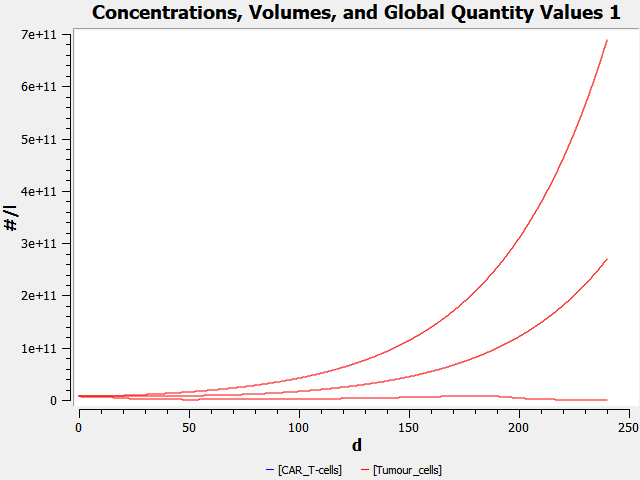 Concentrations, Volumes, and Global Quantity Values 1
7e+11
6e+11
5e+11
4e+11
3e+11
2e+11
1e+11
0
#/l
0 50 100 150 200 250
d
[CAR_T-cells] [Tumour_cells]